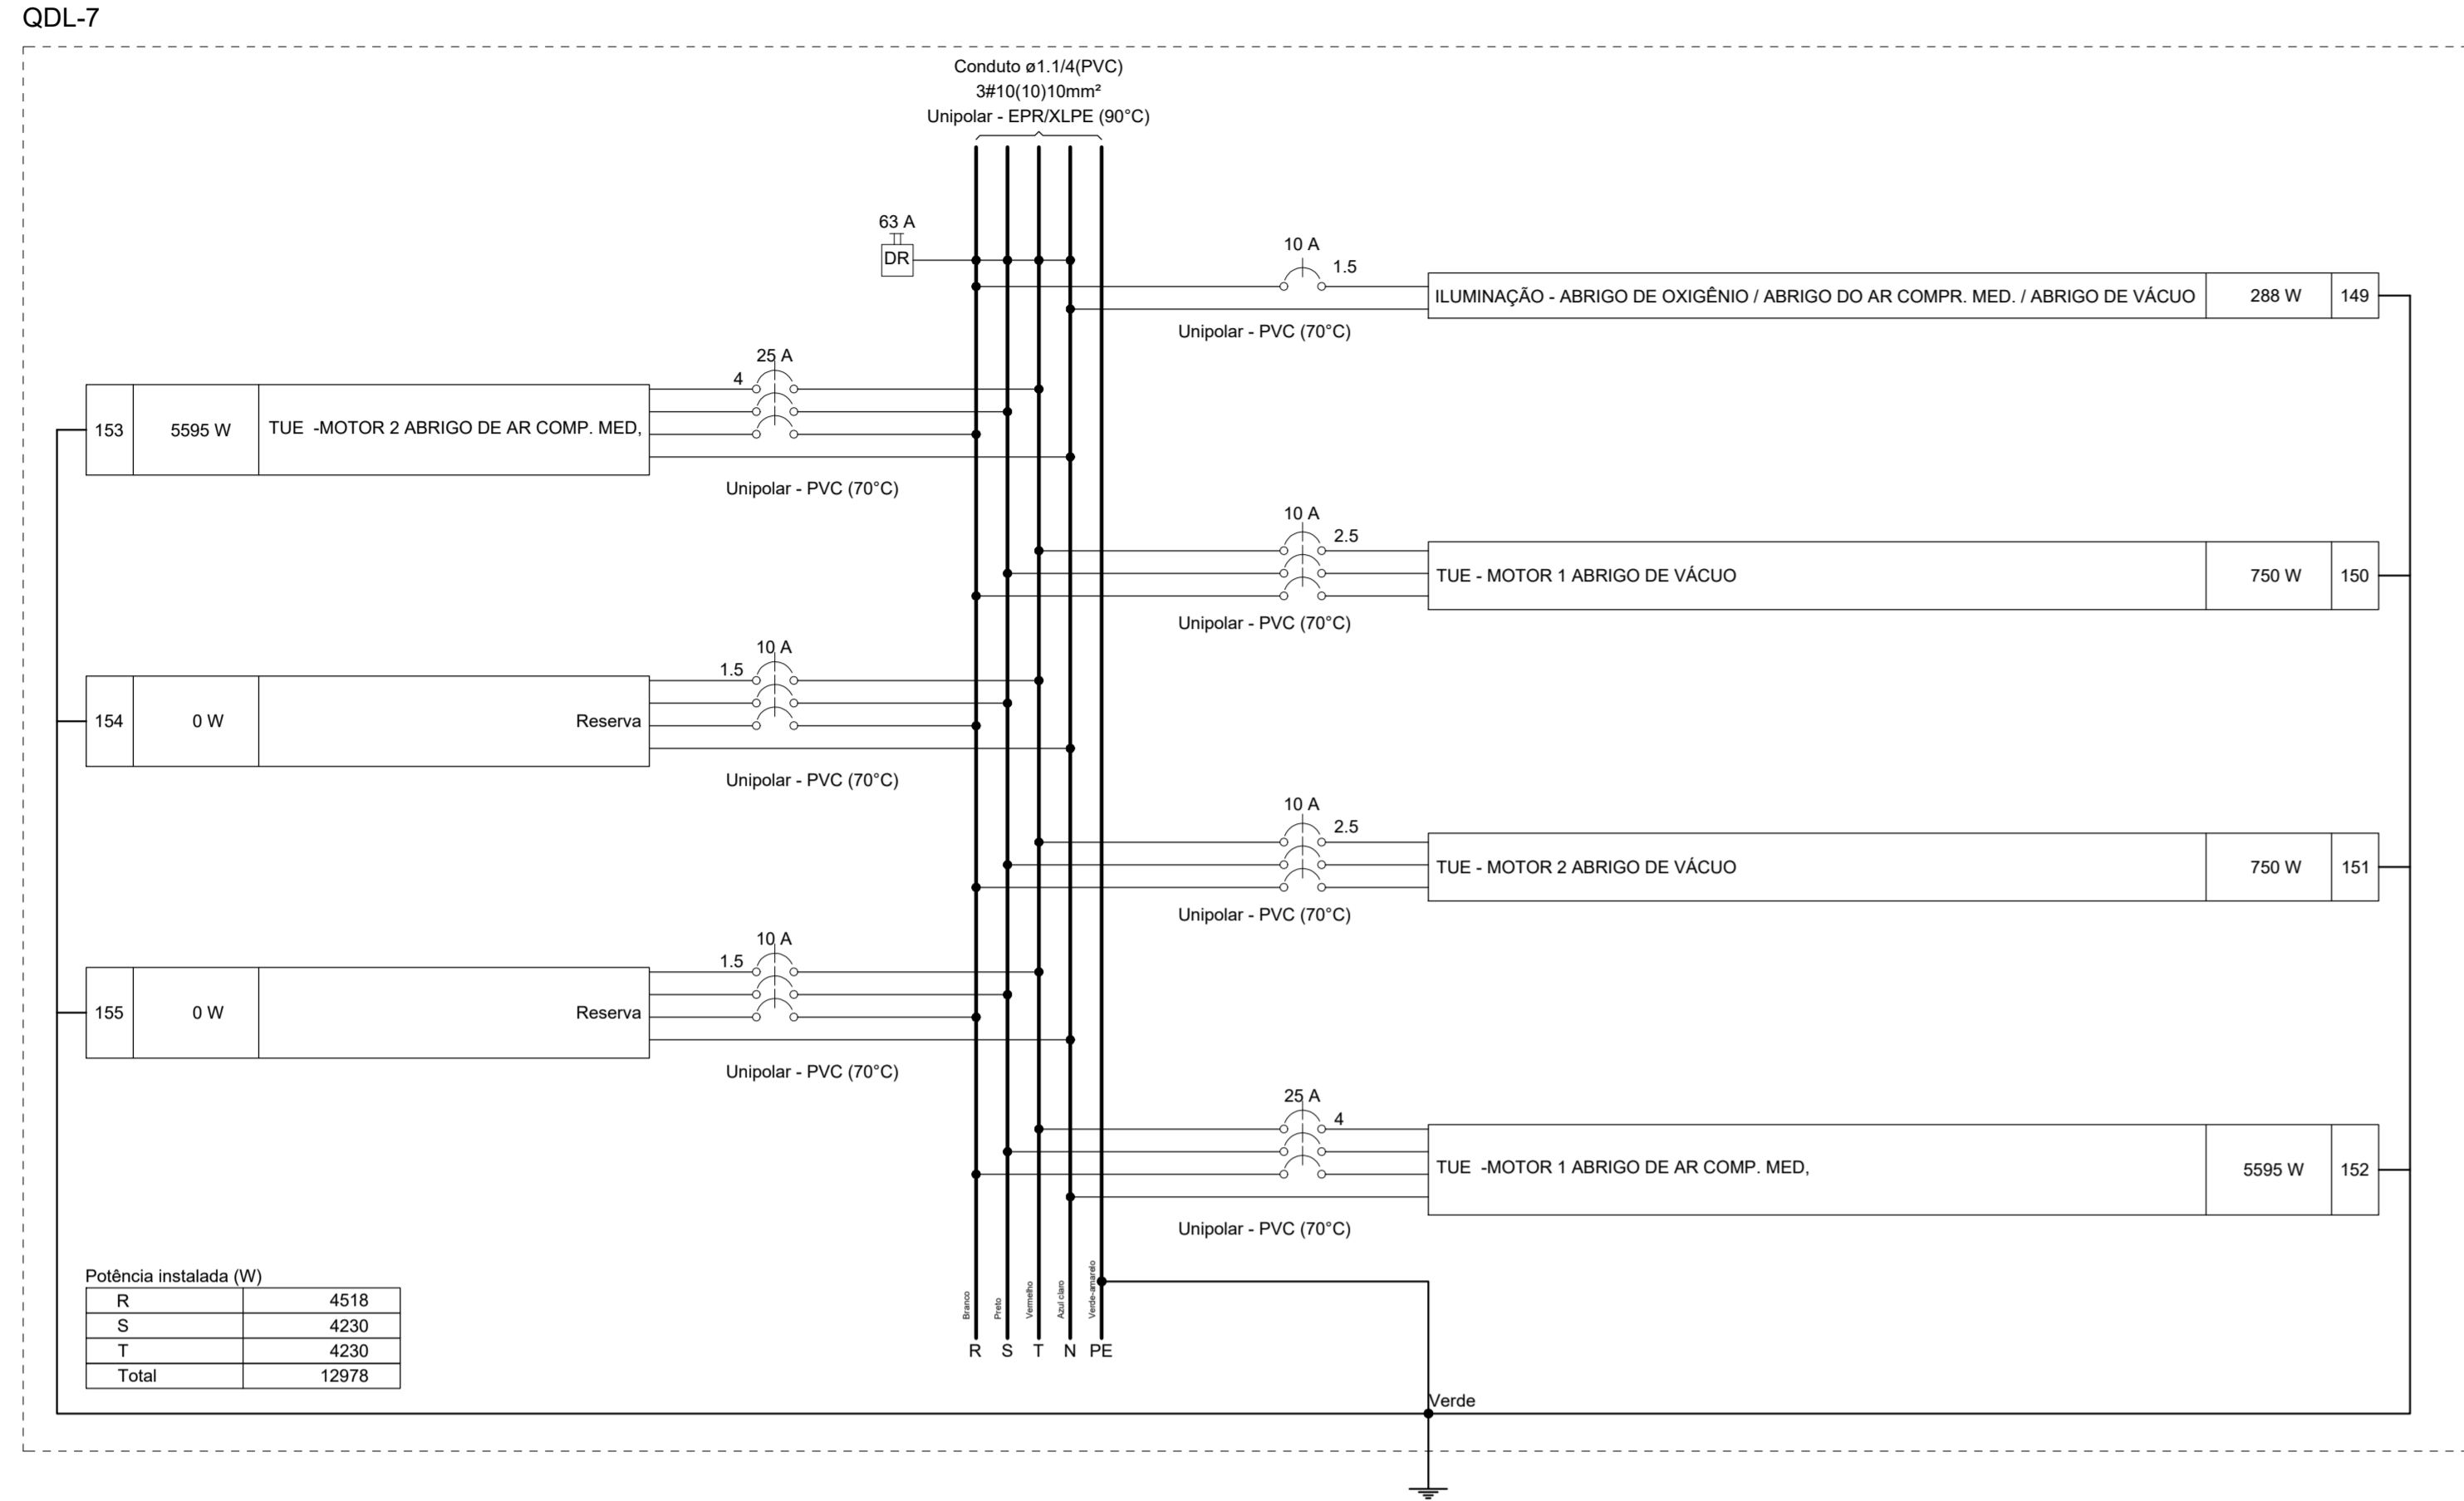 QDL-7
Conduto ø1.1/4(PVC)
3#10(10)10mm²
Unipolar - EPR/XLPE (90°C)
63 A
DR
10 A
1.5
ILUMINAÇÃO - ABRIGO DE OXIGÊNIO / ABRIGO DO AR COMPR. MED. / ABRIGO DE VÁCUO 288 W 149
Unipolar - PVC (70°C)
25 A
4
153 5595 W TUE -MOTOR 2 ABRIGO DE AR COMP. MED,
Unipolar - PVC (70°C)
10 A
2.5
TUE - MOTOR 1 ABRIGO DE VÁCUO 750 W 150
Unipolar - PVC (70°C)
10 A
1.5
154 0 W Reserva
Unipolar - PVC (70°C)
10 A
2.5
TUE - MOTOR 2 ABRIGO DE VÁCUO 750 W 151
Unipolar - PVC (70°C)
10 A
1.5
155 0 W Reserva
Unipolar - PVC (70°C)
25 A
4
TUE -MOTOR 1 ABRIGO DE AR COMP. MED, 5595 W 152
Unipolar - PVC (70°C)
Potência instalada (W)
R 4518
S 4230
T 4230
Total 12978
Branco
Preto
Vermelho
Azul claro
Verde-amarelo
R S T N PE
Verde